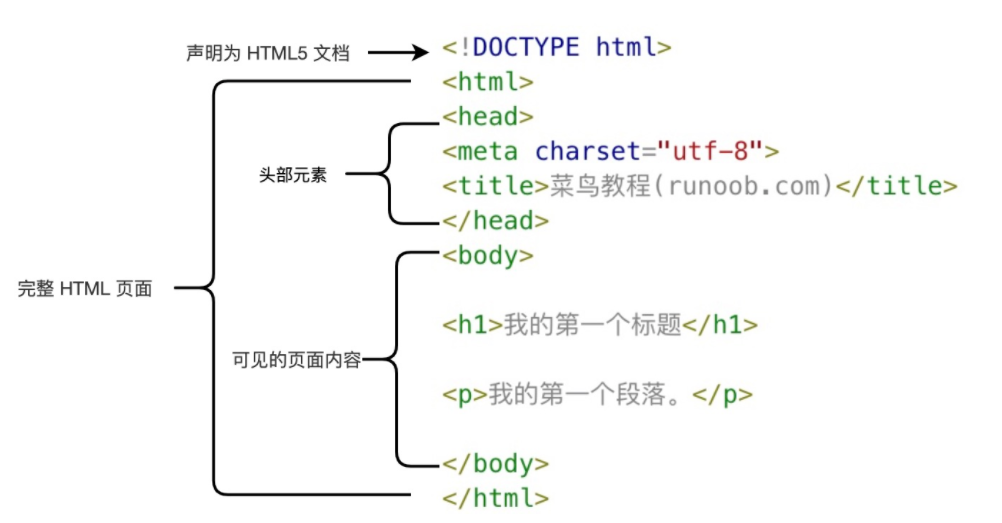 声明为 HTML5 文档
<!DOCTYPE html>
<html>
<head>
头部元素
<meta charset="utf-8">
<title>菜鸟教程(runoob.com)</title>
</head>
<body>
完整 HTML 页面
<h1>我的第一个标题</h1>
可见的页面内容
<p>我的第一个段落。</p>
</body>
</html>